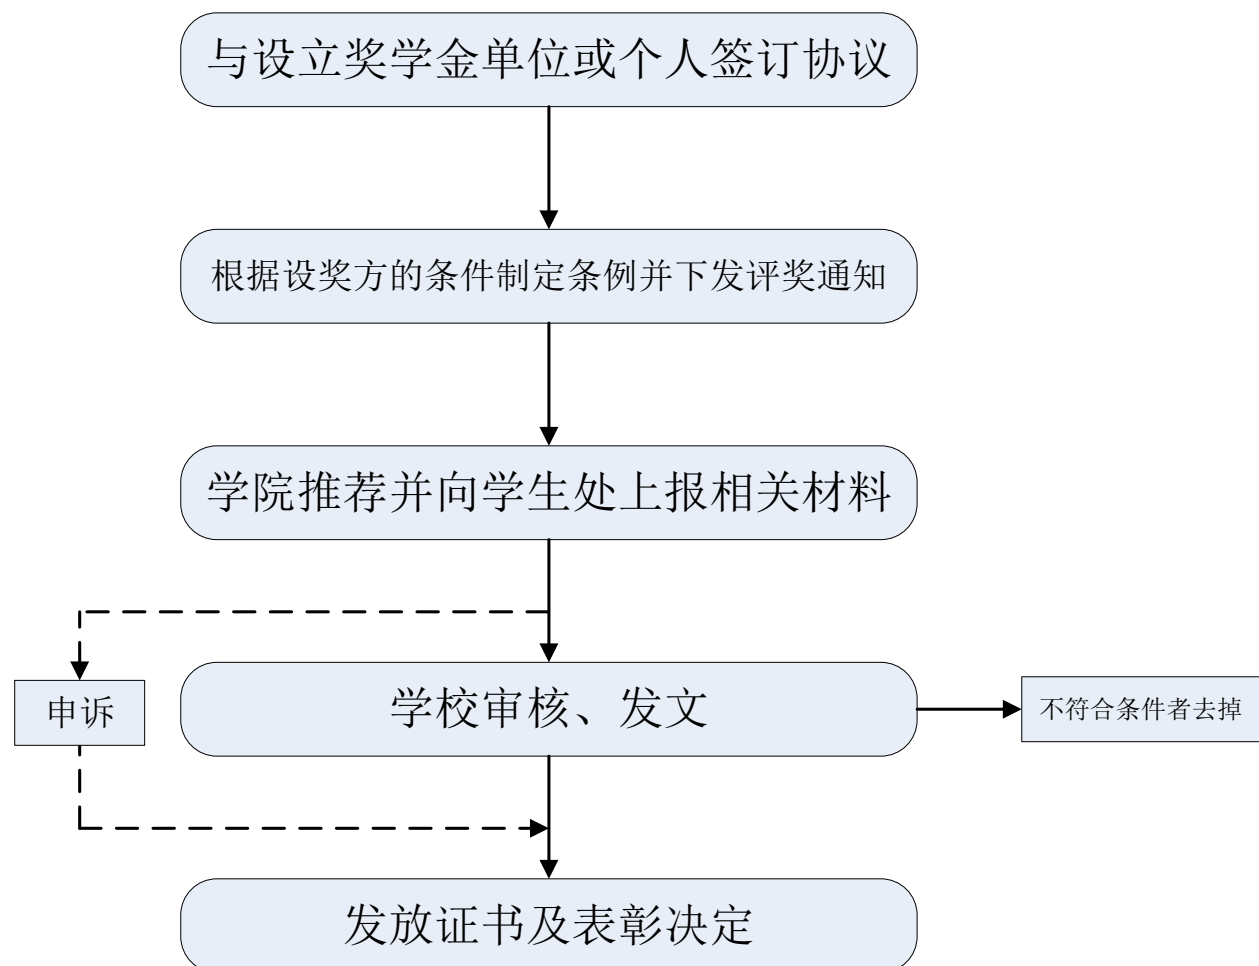 与设立奖学金单位或个人签订协议
根据设奖方的条件制定条例并下发评奖通知
学院推荐并向学生处上报相关材料
申诉
学校审核、发文
不符合条件者去掉
发放证书及表彰决定